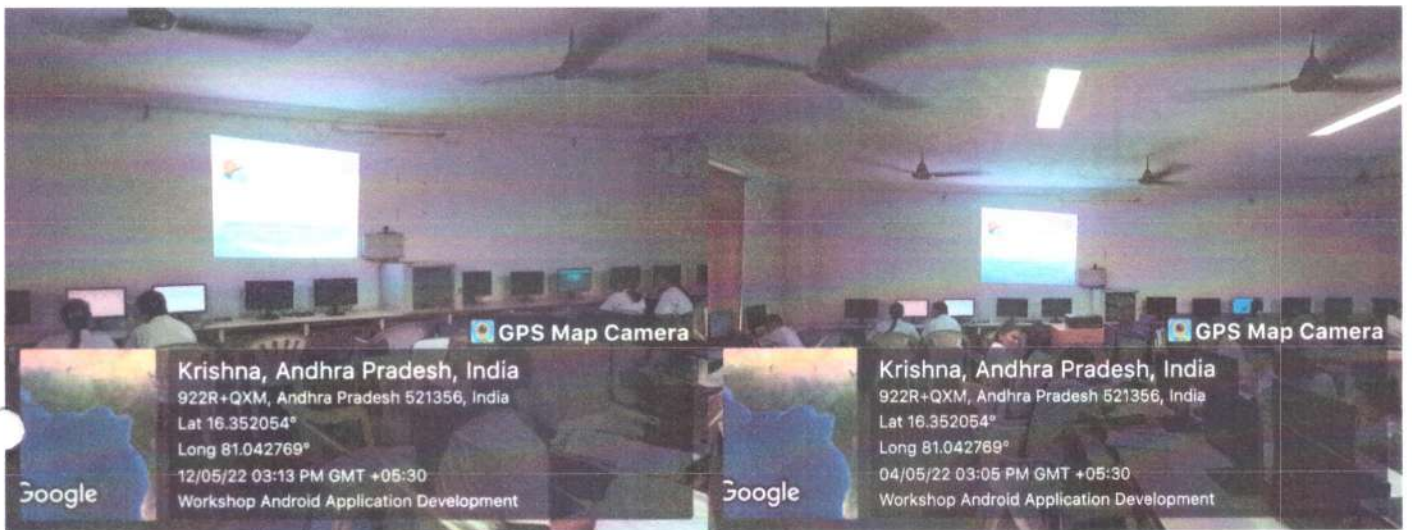 GPS Map Camera
Krishna, Andhra Pradesh, India
922R+QXM, Andhra Pradesh 521356, India
Lat 16.352054°
Long 81.042769°
12/05/22 03:13 PM GMT +05:30
Workshop Android Application Development
Google
GPS Map Camera
Krishna, Andhra Pradesh, India
922R+QXM, Andhra Pradesh 521356, India
Lat 16.352054°
Long 81.042769°
04/05/22 03:05 PM GMT +05:30
Workshop Android Application Development
Google